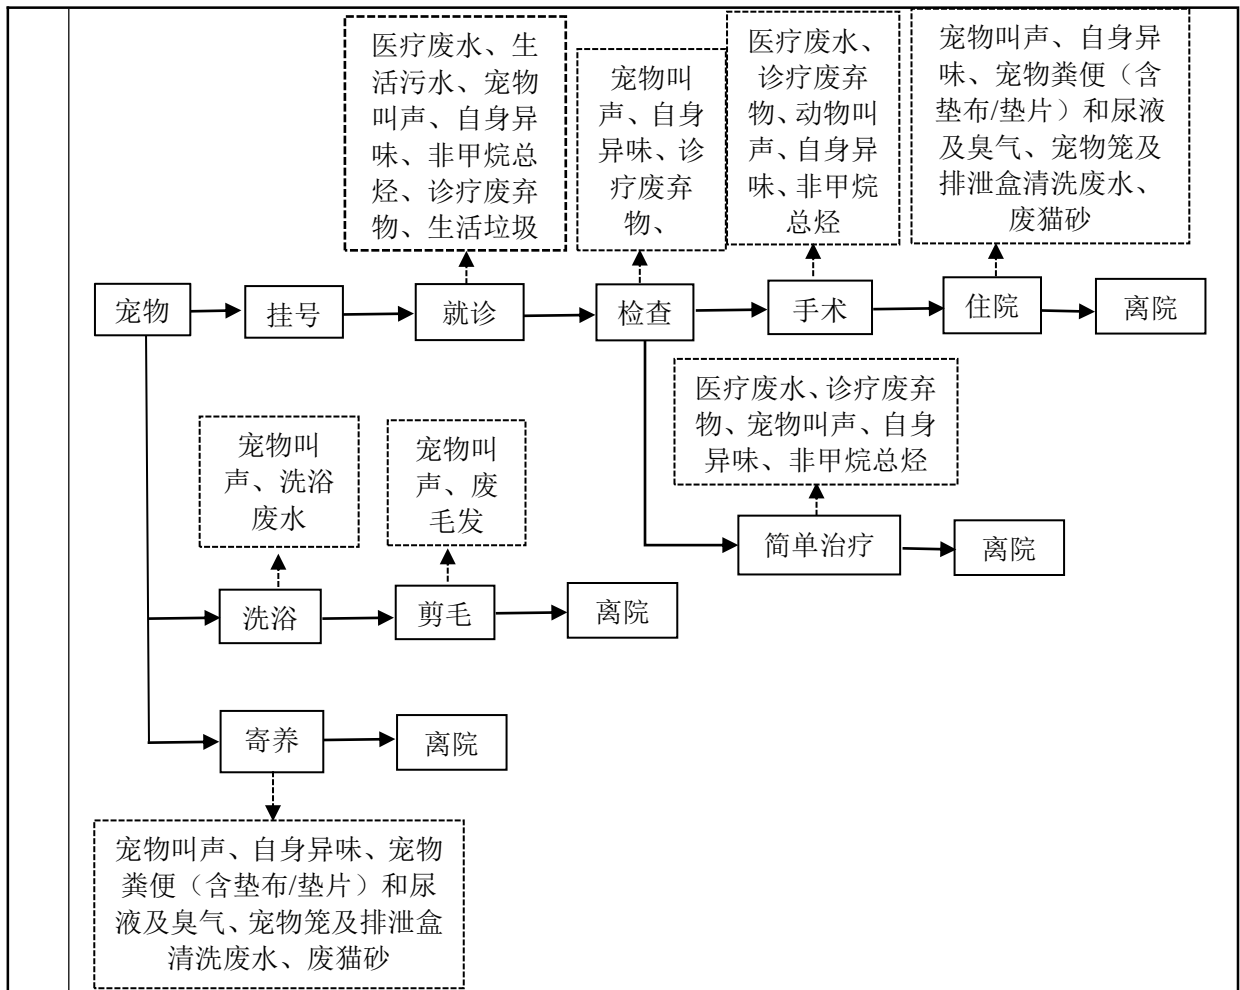 医疗废水、生
活污水、宠物
叫声、自身异
味、非甲烷总
烃、诊疗废弃
物、生活垃圾
宠物叫
声、自身
异味、诊
疗废弃
物、
医疗废水、
诊疗废弃
物、动物叫
声、自身异
味、非甲烷
总烃
宠物叫声、自身异
味、宠物粪便（含
垫布/垫片）和尿液
及臭气、宠物笼及
排泄盒清洗废水、
废猫砂
宠物
挂号
就诊
检查
手术
住院
离院
医疗废水、诊疗废弃
物、宠物叫声、自身
异味、非甲烷总烃
简单治疗
离院
宠物叫
声、洗浴
废水
宠物叫
声、废
毛发
洗浴
剪毛
离院
寄养
离院
宠物叫声、自身异味、宠物
粪便（含垫布/垫片）和尿
液及臭气、宠物笼及排泄盒
清洗废水、废猫砂